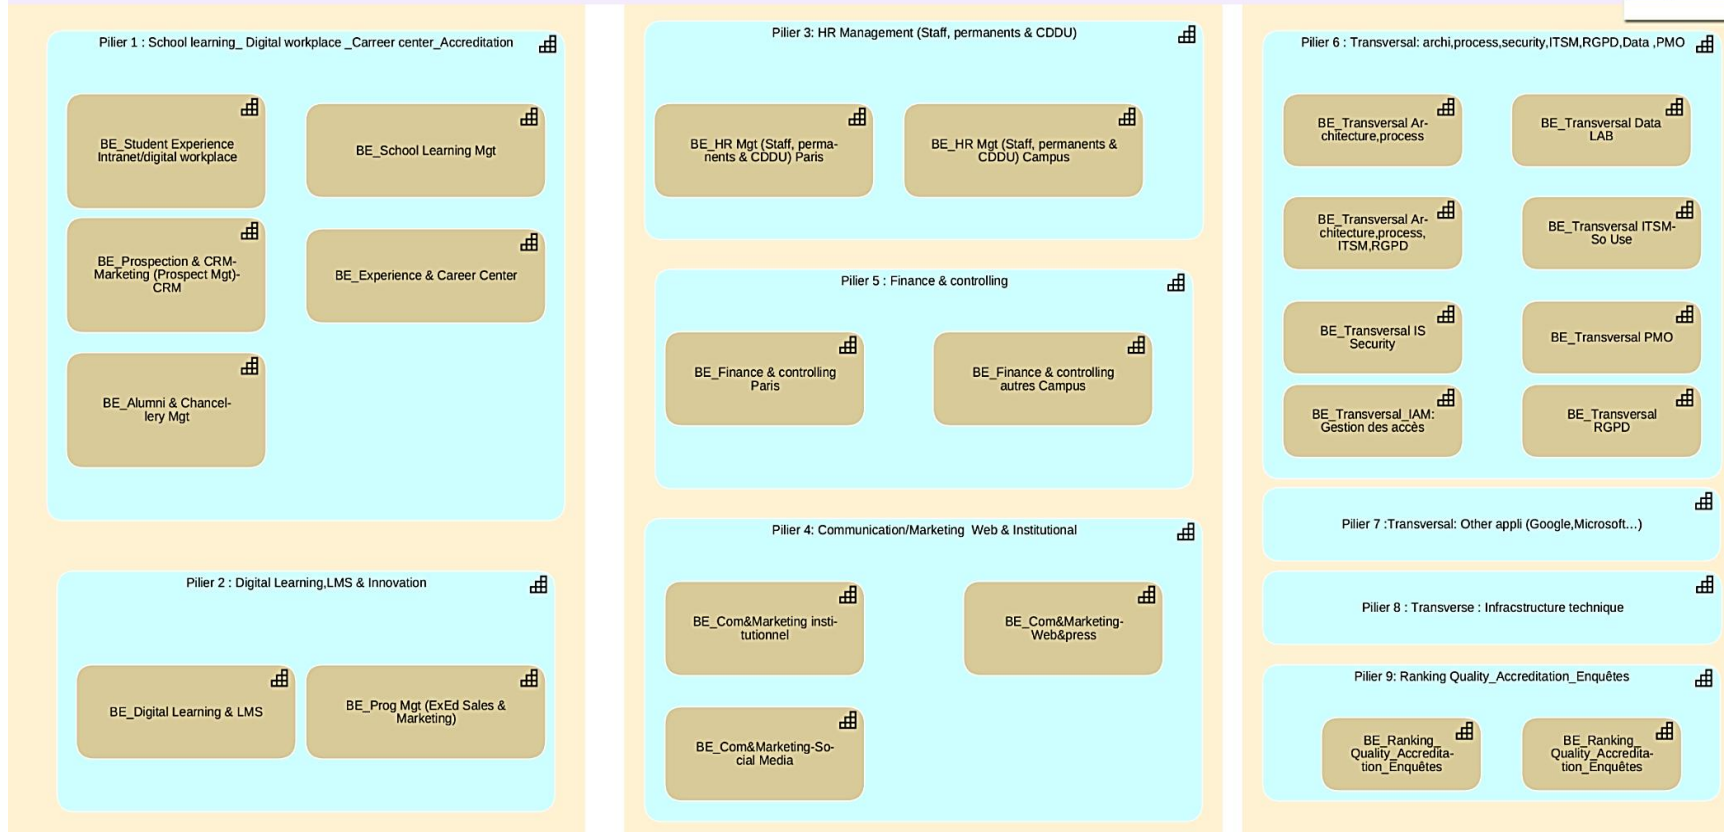 Pilier 1 : School learning_ Digital workplace _Carreer center_Accreditation
BE_Student Experience
Intranet/digital workplace
BE_School Learning Mgt
BE_Prospection & CRM-
Marketing (Prospect Mgt)-
CRM
BE_Experience & Career Center
BE_Alumni & Chancel-
lery Mgt
Pilier 2 : Digital Learning,LMS & Innovation
BE_Digital Learning & LMS
BE_Prog Mgt (ExEd Sales &
Marketing)
Pilier 3: HR Management (Staff, permanents & CDDU)
BE_HR Mgt (Staff, perma-
nents & CDDU) Paris
BE_HR Mgt (Staff, permanents &
CDDU) Campus
Pilier 5 : Finance & controlling
BE_Finance & controlling
Paris
BE_Finance & controlling
autres Campus
Pilier 4: Communication/Marketing  Web & Institutional
BE_Com&Marketing insti-
tutionnel
BE_Com&Marketing-
Web&press
BE_Com&Marketing-So-
cial Media
Pilier 6 : Transversal: archi,process,security,ITSM,RGPD,Data ,PMO
BE_Transversal Ar-
chitecture,process
BE_Transversal Data
LAB
BE_Transversal Ar-
chitecture,process,
ITSM,RGPD
BE_Transversal ITSM-
So Use
BE_Transversal IS
Security
BE_Transversal PMO
BE_Transversal_IAM:
Gestion des accès
BE_Transversal
RGPD
Pilier 7 :Transversal: Other appli (Google,Microsoft...)
Pilier 8 : Transverse : Infracstructure technique
Pilier 9: Ranking Quality_Accreditation_Enquêtes
BE_Ranking_
Quality_Accredita-
tion_Enquêtes
BE_Ranking_
Quality_Accredita-
tion_Enquêtes